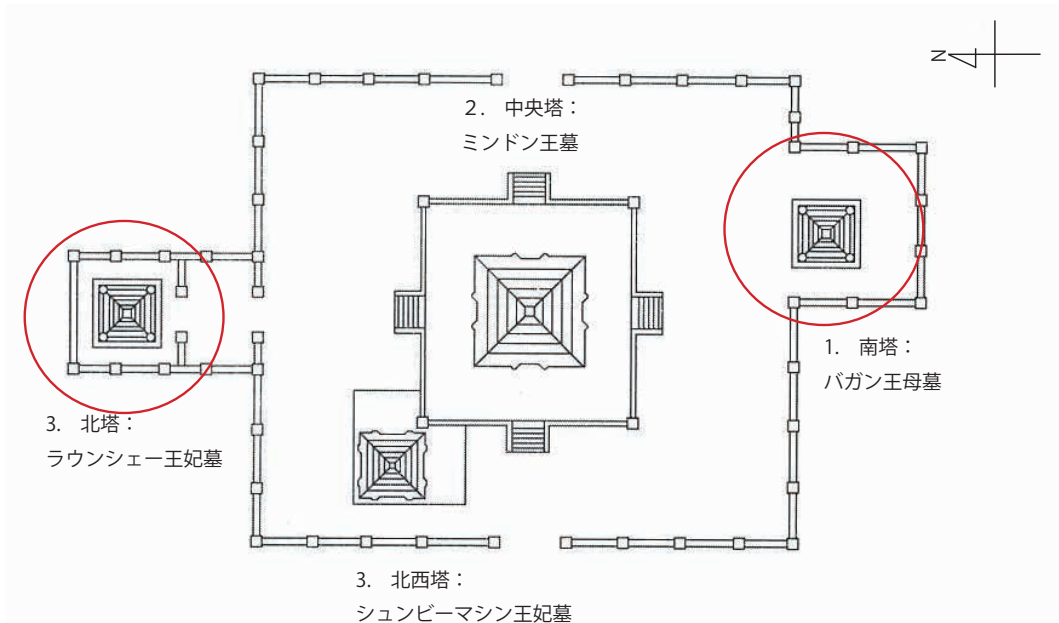 N
2. 中央塔：
ミンドン王墓
1. 南塔：
バガン王母墓
3. 北塔：
ラウンシェー王妃墓
3. 北西塔：
シュンビーマシン王妃墓